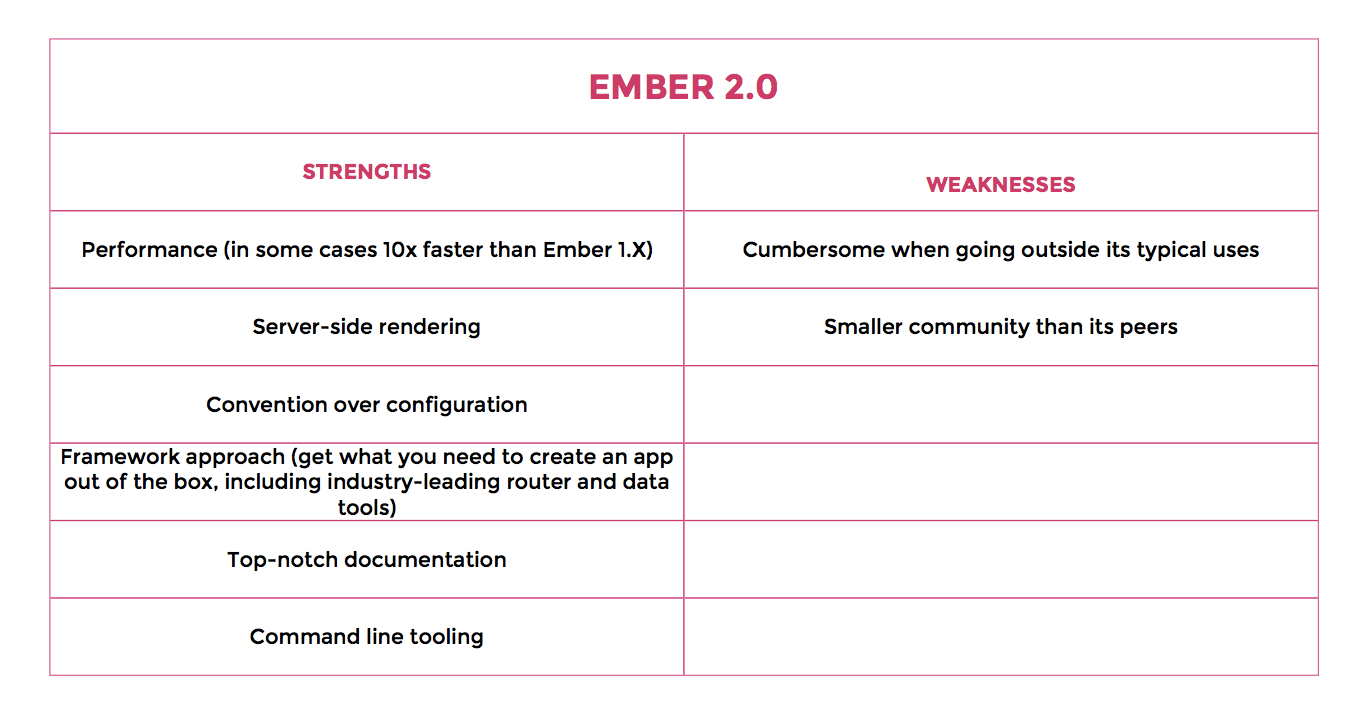 EMBER 2.0
STRENGTHS
WEAKNESSES
Performance (in some cases 10x faster than Ember 1.X)
Cumbersome when going outside its typical uses
Server-side rendering
Smaller community than its peers
Convention over configuration
Framework approach (get what you need to create an app
out of the box, including industry-leading router and data
tools)
Top-notch documentation
Command line tooling